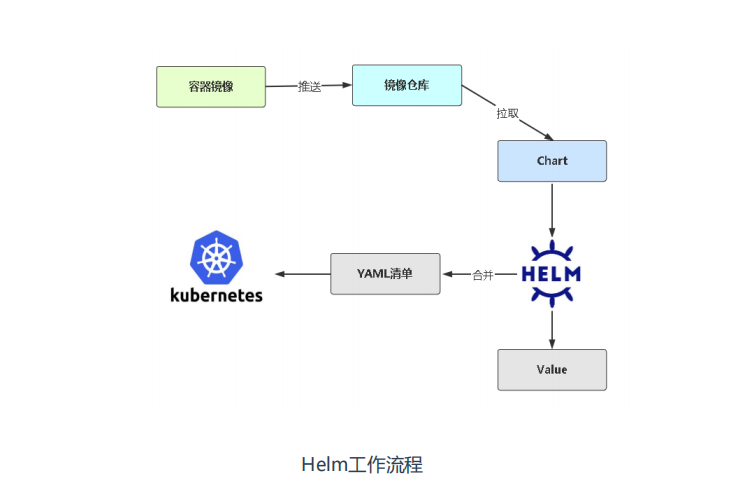 容器镜像
推送
镜像仓库
拉取
Chart
HELM
合并
YAML清单
kubernetes
Value
Helm工作流程